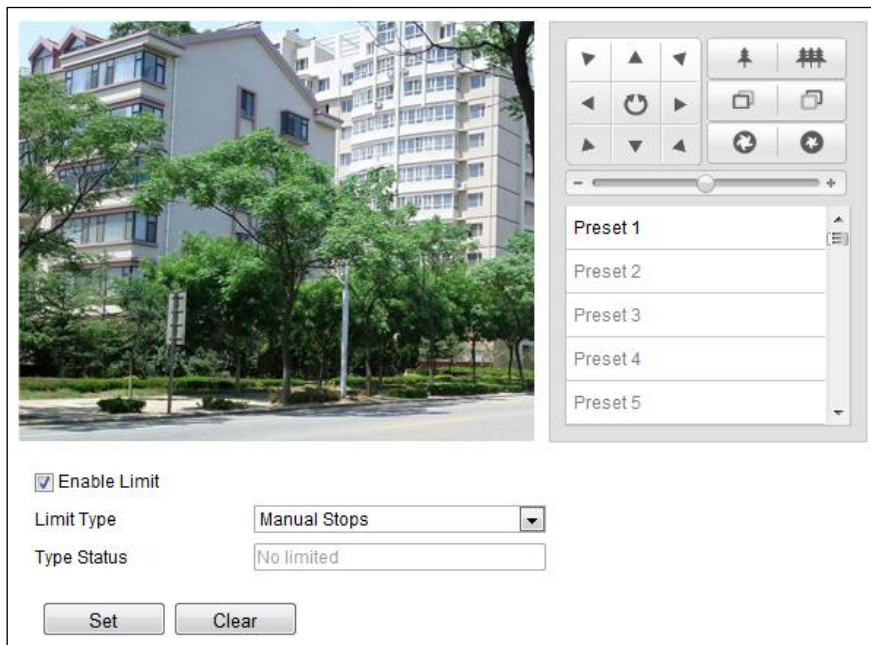 Preset 1
Preset 2
Preset 3
Preset 4
Preset 5
Enable Limit
Limit Type
Manual Stops
Type Status
No limited
Set
Clear